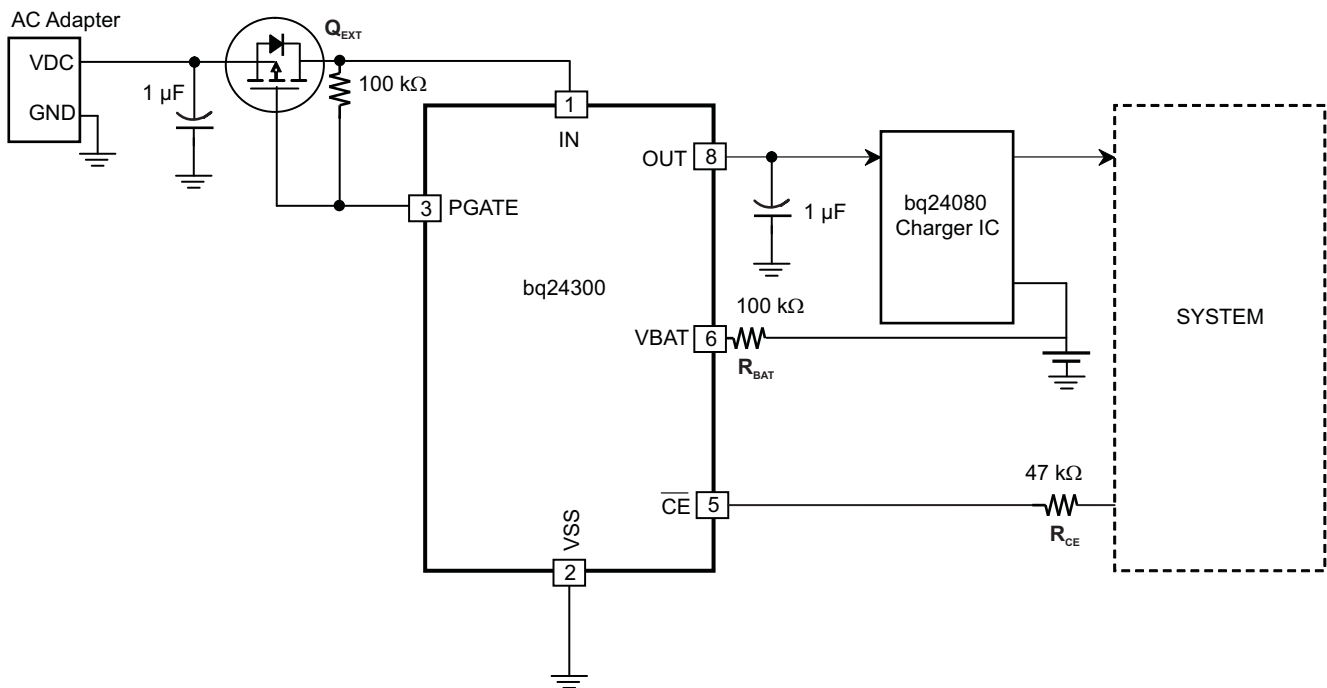 AC Adapter
VDC
GND
1 µF
Q_EXT
100 kΩ
1
IN
3
PGATE
OUT
8
1 µF
bq24080
Charger IC
bq24300
VBAT
6
100 kΩ
R_BAT
SYSTEM
CE
5
47 kΩ
R_CE
VSS
2